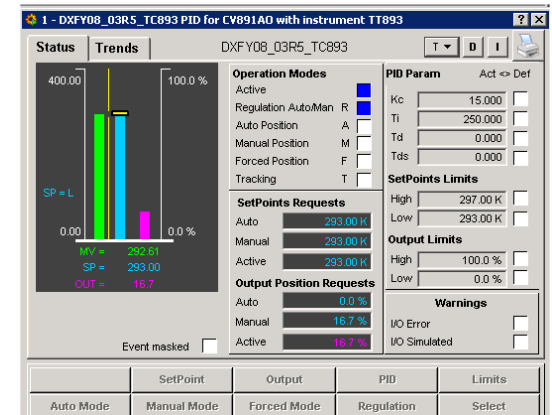 1 - DXFY08_03R5_TC893 PID for CV891AO with instrument TT893
? X
Status Trends DXFY08_03R5_TC893 T D I
400.00 100.0 %
SP = L
0.00 0.0 %
MV = 292.61
SP = 293.00
OUT = 16.7
Event masked
Operation Modes
Active
Regulation Auto/Man R
Auto Position A
Manual Position M
Forced Position F
Tracking T
SetPoints Requests
Auto 293.00 K
Manual 293.00 K
Active 293.00 K
Output Position Requests
Auto 0.0 %
Manual 16.7 %
Active 16.7 %
PID Param Act <> Def
Kc 15.000
Ti 250.000
Td 0.000
Tds 0.000
SetPoints Limits
High 297.00 K
Low 293.00 K
Output Limits
High 100.0 %
Low 0.0 %
Warnings
I/O Error
I/O Simulated
SetPoint Output PID Limits
Auto Mode Manual Mode Forced Mode Regulation Select